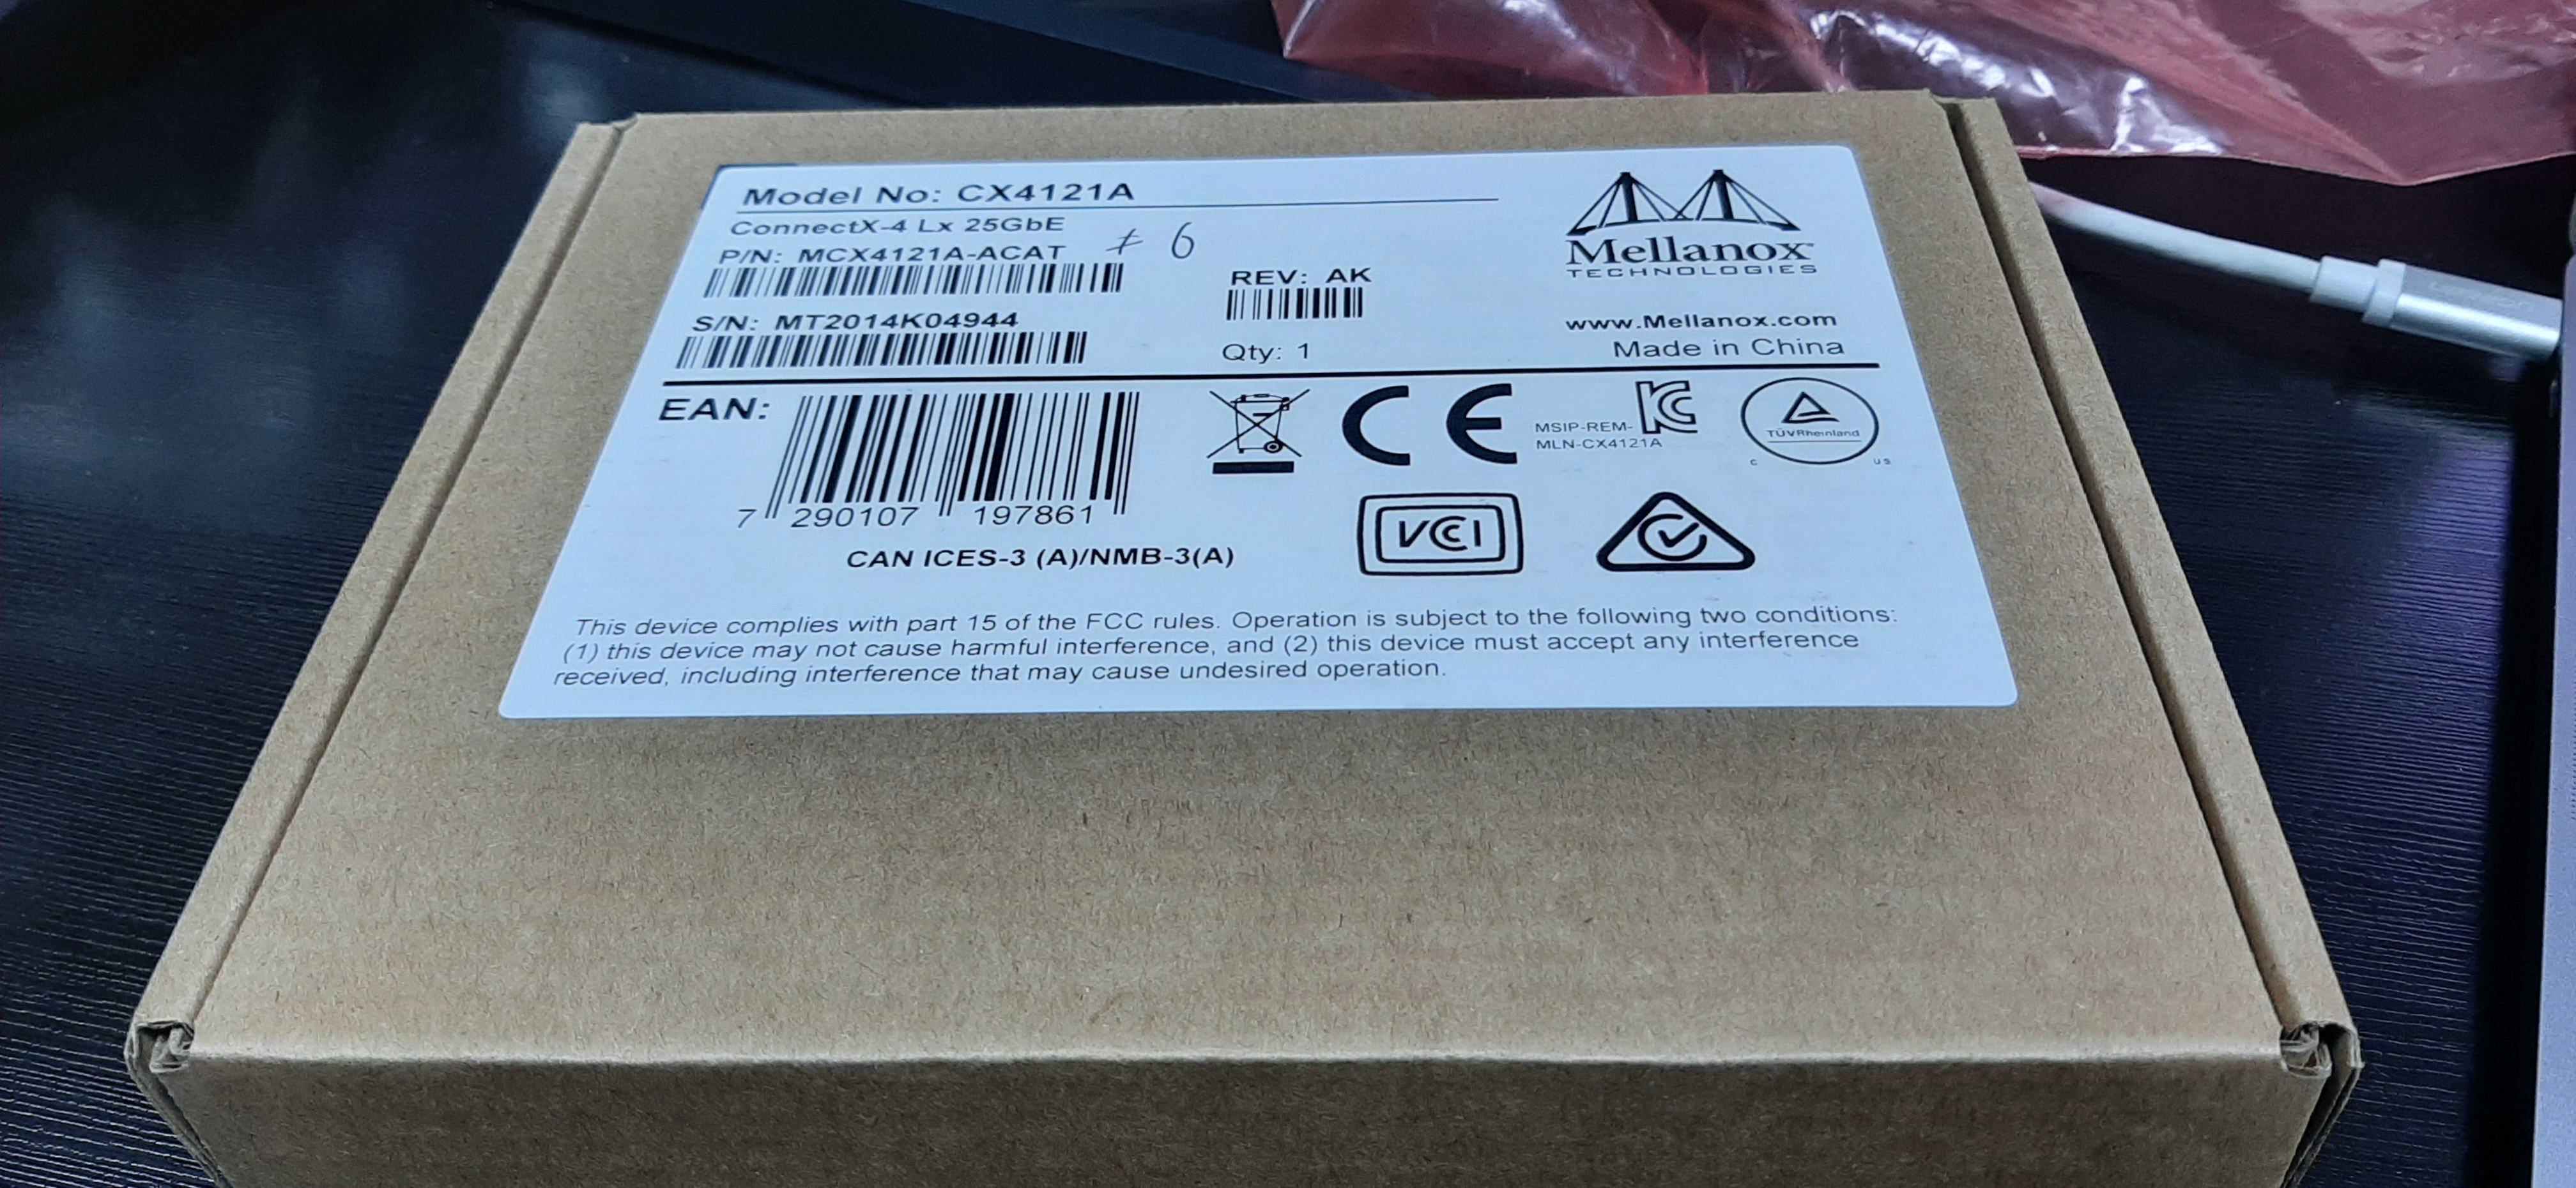 Model No: CX4121A
ConnectX-4 Lx 25GbE
P/N: MCX4121A-ACAT
# 6
REV: AK
S/N: MT2014K04944
Qty: 1
Mellanox
TECHNOLOGIES
www.Mellanox.com
Made in China
EAN:
7 290107 197861
CE
MSIP-REM-
MLN-CX4121A
KC
TÜVRheinland
C US
VCCI
CAN ICES-3 (A)/NMB-3(A)
This device complies with part 15 of the FCC rules. Operation is subject to the following two conditions:
(1) this device may not cause harmful interference, and (2) this device must accept any interference
received, including interference that may cause undesired operation.